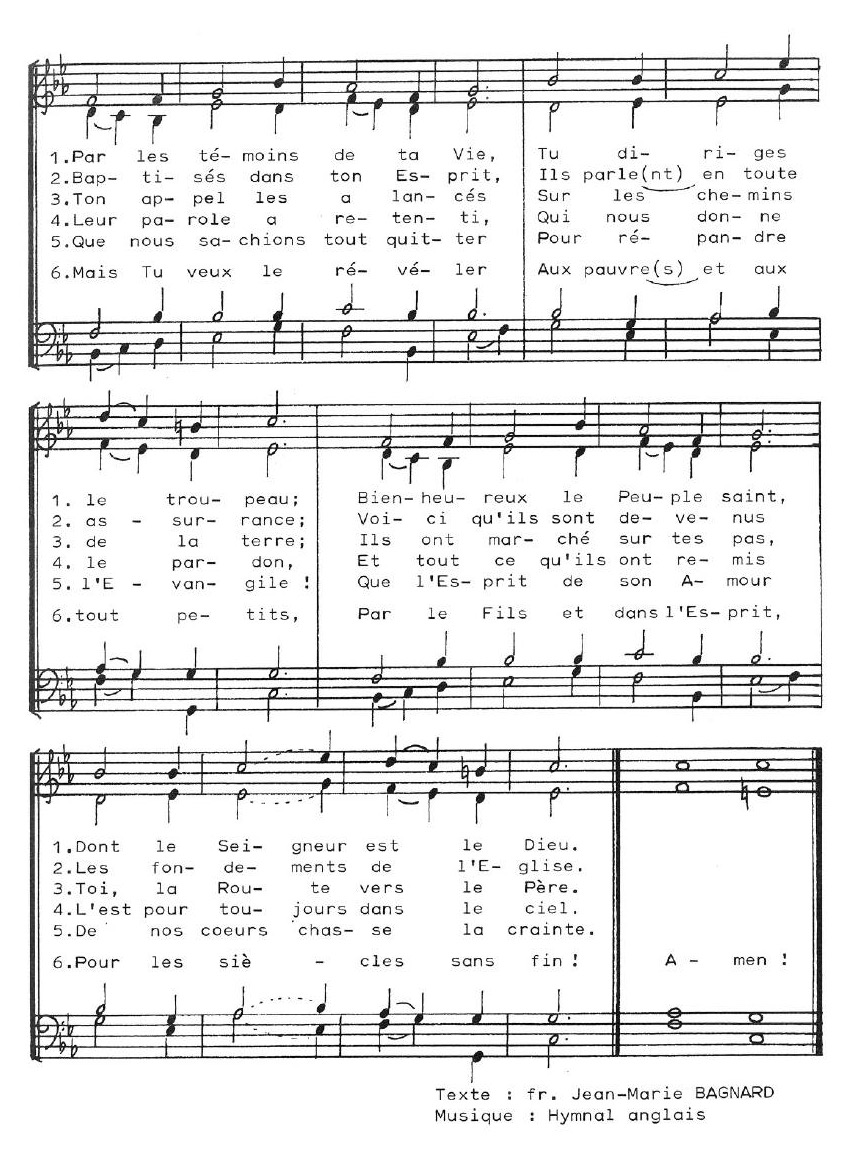 1.Par les té- moins de ta Vie, Tu di- ri- ges
2.Bap- ti- sés dans ton Es- prit, Ils parle(nt) en toute
3.Ton ap- pel les a lan- cés Sur les che- mins
4.Leur pa- role a re- ten- ti, Qui nous don- ne
5.Que nous sa- chions tout quit- ter Pour ré- pan- dre
6.Mais Tu veux le ré- vé- ler Aux pauvre(s) et aux
1. le trou- peau; Bien- heu- reux le Peu- ple saint,
2. as - su- rance; Voi- ci qu'ils sont de- ve- nus
3. de la terre; Ils ont mar- ché sur tes pas,
4. le par- don, Et tout ce qu'ils ont re- mis
5. l'E - van- gile ! Que l'Es- prit de son A- mour
6.tout pe- tits, Par le Fils et dans l'Es- prit,
1.Dont le Sei- gneur est le Dieu.
2.Les fon- de- ments de l'E- glise.
3.Toi, la Rou- te vers le Père.
4.L'est pour tou- jours dans le ciel.
5.De nos coeurs chas- se la crainte.
6.Pour les siè - cles sans fin ! A - men !
Texte : fr. Jean-Marie BAGNARD
Musique : Hymnal anglais